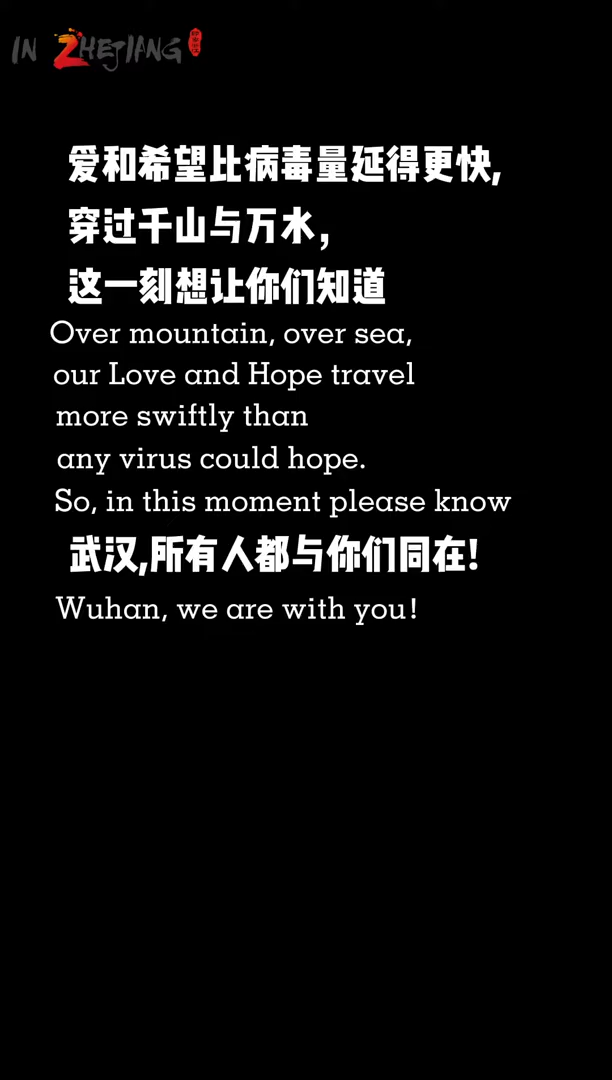 IN ZHEJIANG
爱和希望比病毒量延得更快,
穿过千山与万水，
这一刻想让你们知道
Over mountain, over sea,
our Love and Hope travel
more swiftly than
any virus could hope.
So, in this moment please know
武汉,所有人都与你们同在!
Wuhan, we are with you!